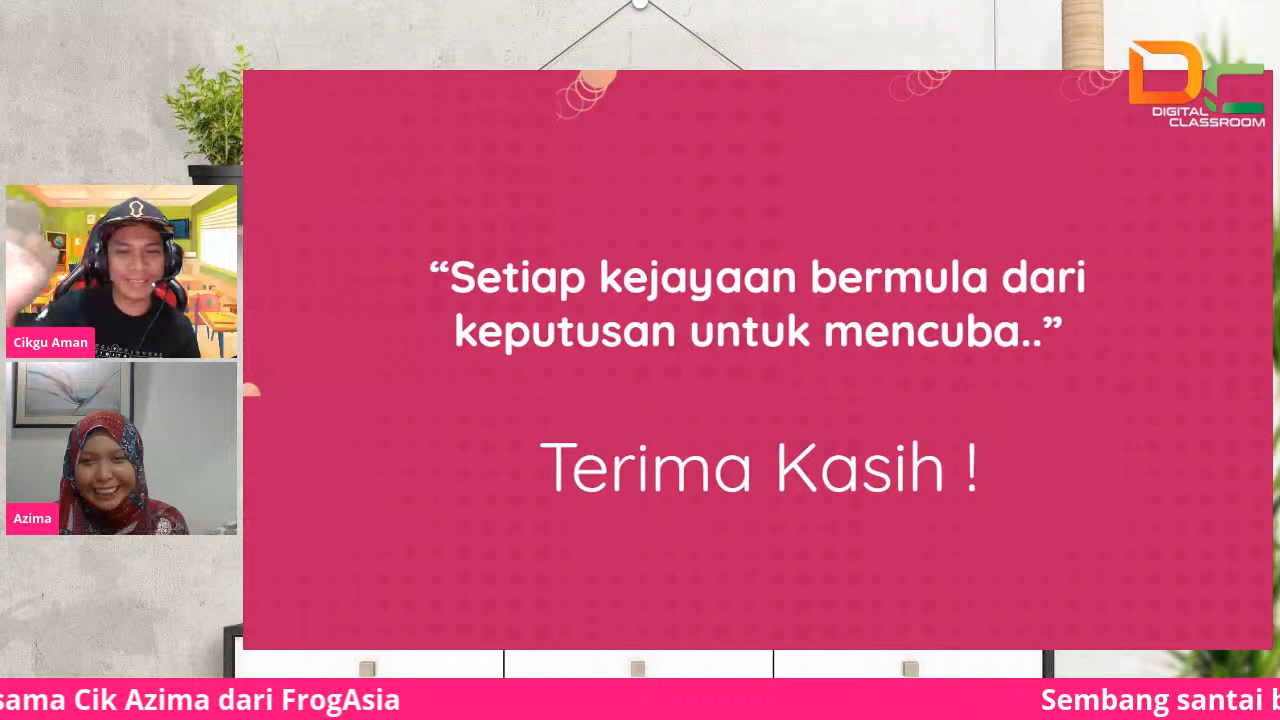 DIGITAL
CLASSROOM
“Setiap kejayaan bermula dari
keputusan untuk mencuba..”
Terima Kasih !
Cikgu Aman
Azima
sama Cik Azima dari FrogAsia
Sembang santai b